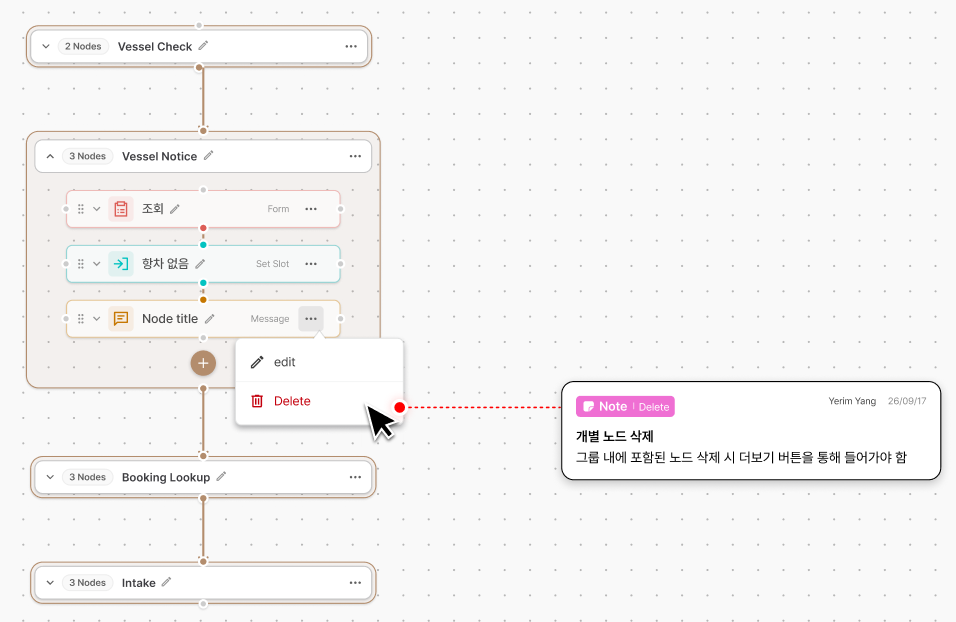 2 Nodes Vessel Check
3 Nodes Vessel Notice
조회 Form
항차 없음 Set Slot
Node title Message
edit
Delete
Note | Delete Yerim Yang 26/09/17
개별 노드 삭제
그룹 내에 포함된 노드 삭제 시 더보기 버튼을 통해 들어가야 함
3 Nodes Booking Lookup
3 Nodes Intake